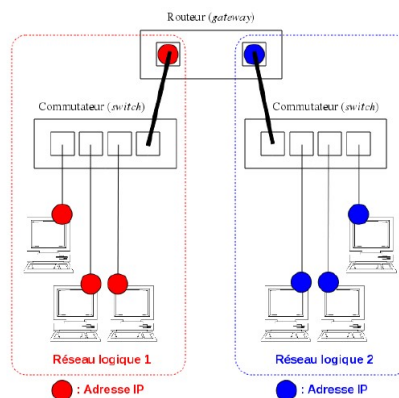 Routeur (gateway)
Commutateur (switch)
Commutateur (switch)
Réseau logique 1
Réseau logique 2
: Adresse IP
: Adresse IP